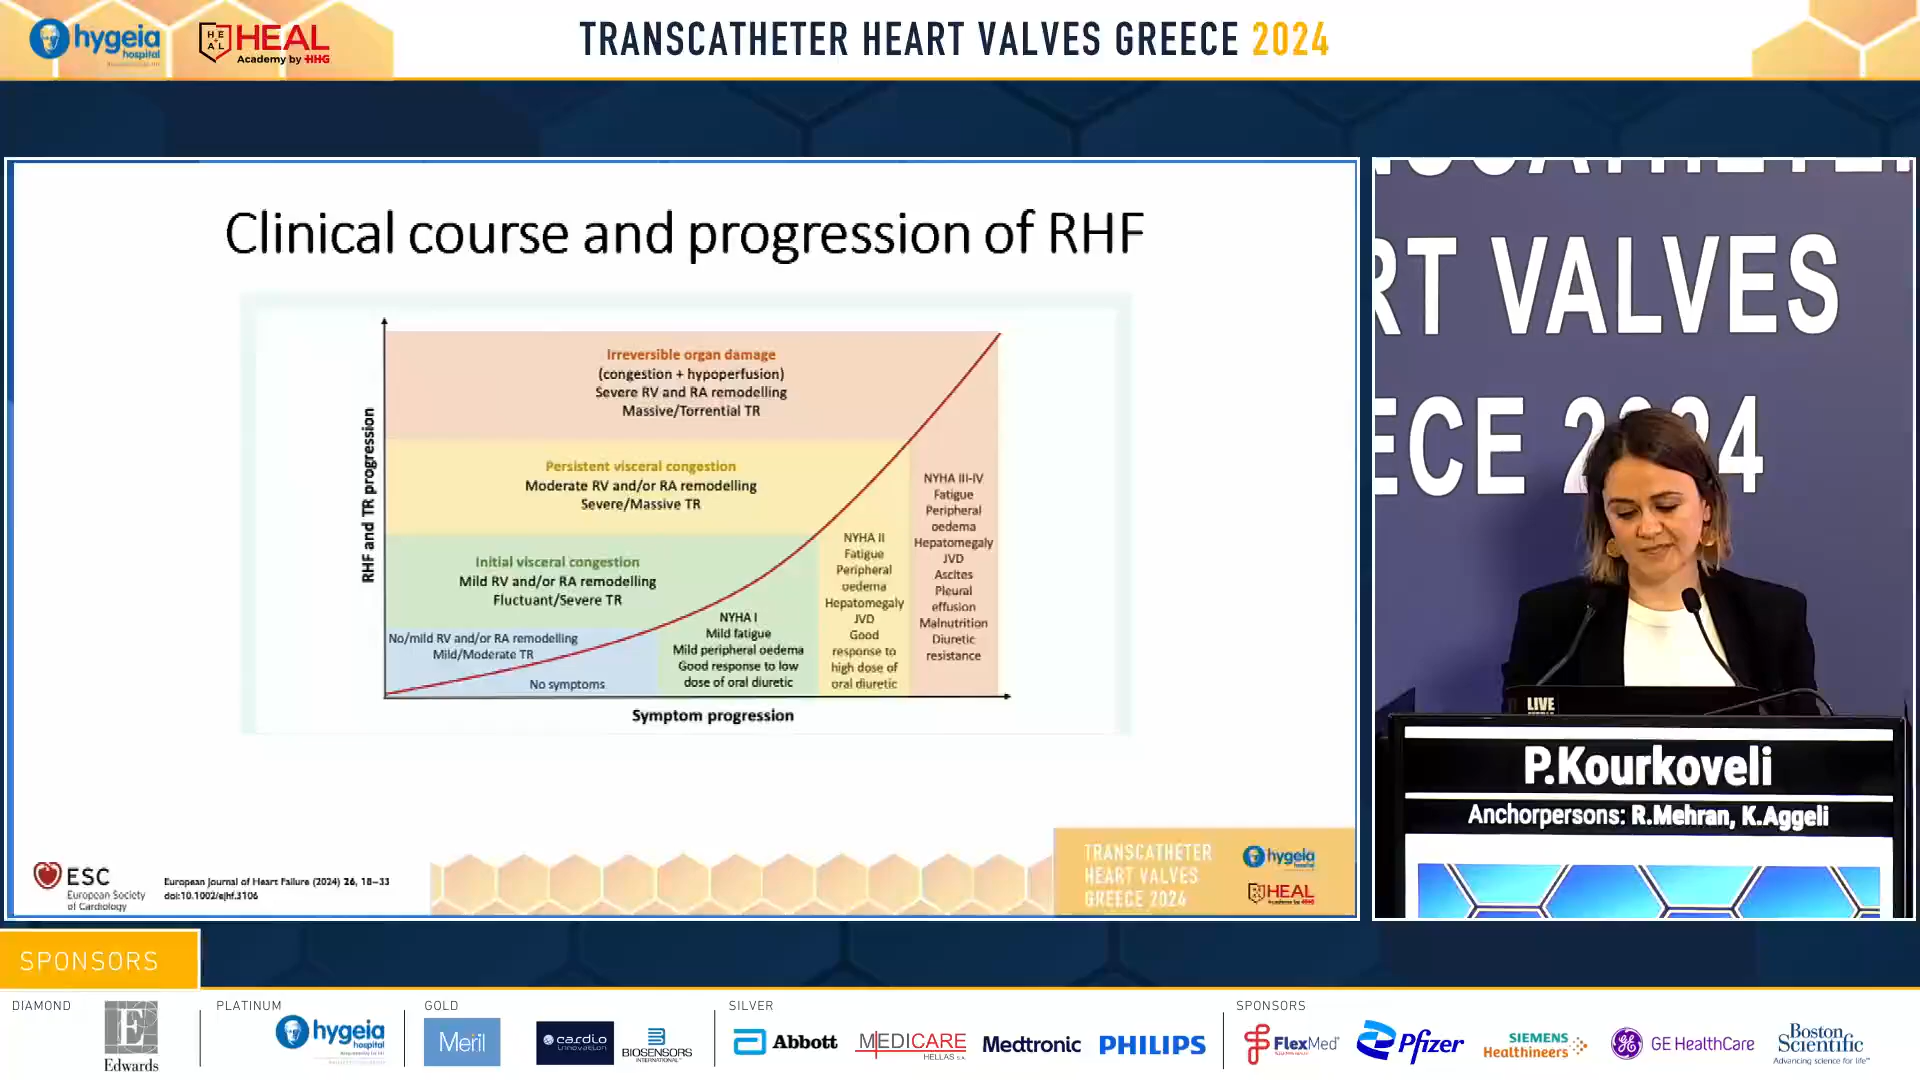 hygeia
hospital
HEAL
Academy by HHG
TRANSCATHETER HEART VALVES GREECE 2024
Clinical course and progression of RHF
RHF and TR progression
Irreversible organ damage
(congestion + hypoperfusion)
Severe RV and RA remodelling
Massive/Torrential TR
Persistent visceral congestion
Moderate RV and/or RA remodelling
Severe/Massive TR
Initial visceral congestion
Mild RV and/or RA remodelling
Fluctuant/Severe TR
No/mild RV and/or RA remodelling
Mild/Moderate TR
No symptoms
NYHA I
Mild fatigue
Mild peripheral oedema
Good response to low
dose of oral diuretic
NYHA II
Fatigue
Peripheral
oedema
Hepatomegaly
JVD
Good
response to
high dose of
oral diuretic
NYHA III-IV
Fatigue
Peripheral
oedema
Hepatomegaly
JVD
Ascites
Pleural
effusion
Malnutrition
Diuretic
resistance
Symptom progression
ESC
European Society
of Cardiology
European Journal of Heart Failure (2024) 26, 18–33
doi:10.1002/ejhf.3106
TRANSCATHETER
HEART VALVES
GREECE 2024
hygeia
HEAL
RT VALVES
ECE 2024
LIVE
P.Kourkoveli
Anchorpersons: R.Mehran, K.Aggeli
SPONSORS
DIAMOND
Edwards
PLATINUM
hygeia
hospital
GOLD
Meril
cardio
innovation
BIOSENSORS
INTERNATIONAL
SILVER
Abbott
MEDICARE
HELLAS S.A.
Medtronic
PHILIPS
SPONSORS
FlexMed
Pfizer
SIEMENS
Healthineers
GE HealthCare
Boston
Scientific
Advancing science for life